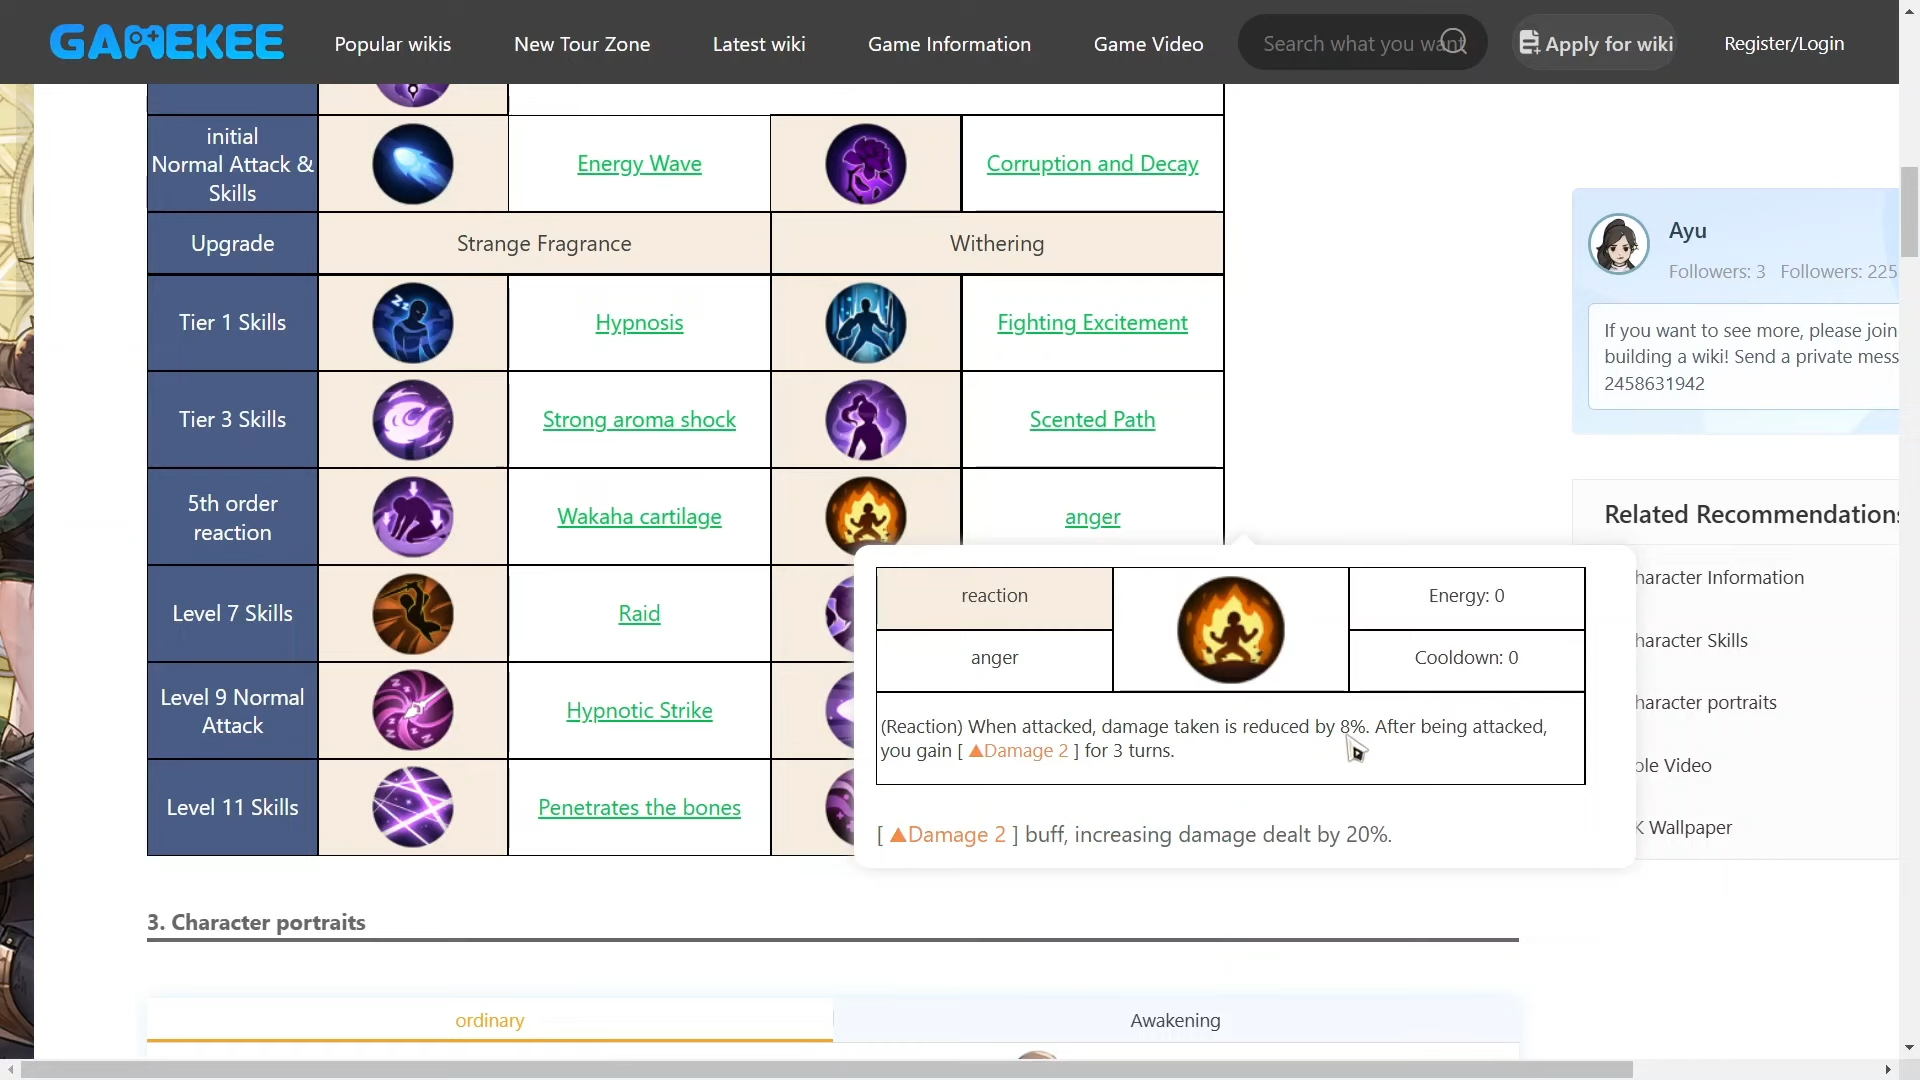 GAMEKEE
Popular wikis
New Tour Zone
Latest wiki
Game Information
Game Video
Search what you want
Apply for wiki
Register/Login
initial
Normal Attack &
Skills
Energy Wave
Corruption and Decay
Upgrade
Strange Fragrance
Withering
Tier 1 Skills
Hypnosis
Fighting Excitement
Tier 3 Skills
Strong aroma shock
Scented Path
5th order
reaction
Wakaha cartilage
anger
Level 7 Skills
Raid
Level 9 Normal
Attack
Hypnotic Strike
Level 11 Skills
Penetrates the bones
reaction
Energy: 0
anger
Cooldown: 0
(Reaction) When attacked, damage taken is reduced by 8%. After being attacked,
you gain [ ▲Damage 2 ] for 3 turns.
[ ▲Damage 2 ] buff, increasing damage dealt by 20%.
Ayu
Followers: 3 Followers: 225
If you want to see more, please join
building a wiki! Send a private mess
2458631942
Related Recommendations
haracter Information
haracter Skills
haracter portraits
ole Video
K Wallpaper
3. Character portraits
ordinary
Awakening